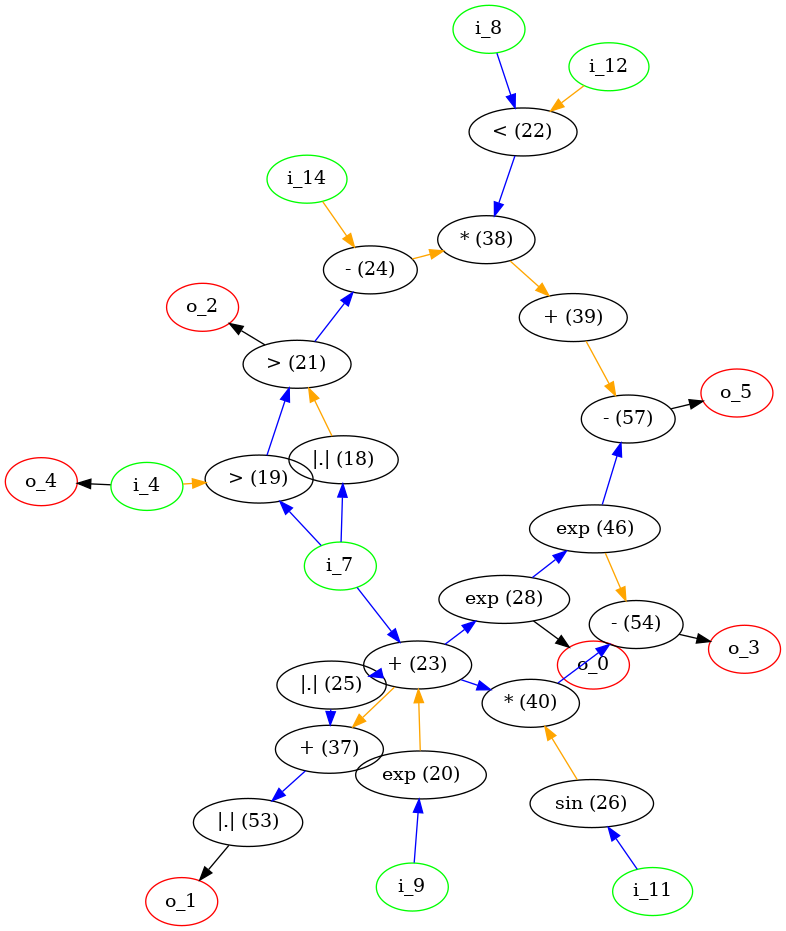 i_8
i_12
< (22)
i_14
* (38)
- (24)
o_2
+ (39)
> (21)
o_5
- (57)
|.| (18)
> (19)
o_4
i_4
exp (46)
i_7
exp (28)
- (54)
o_3
+ (23)
o_0
|.| (25)
* (40)
+ (37)
exp (20)
sin (26)
|.| (53)
i_9
i_11
o_1